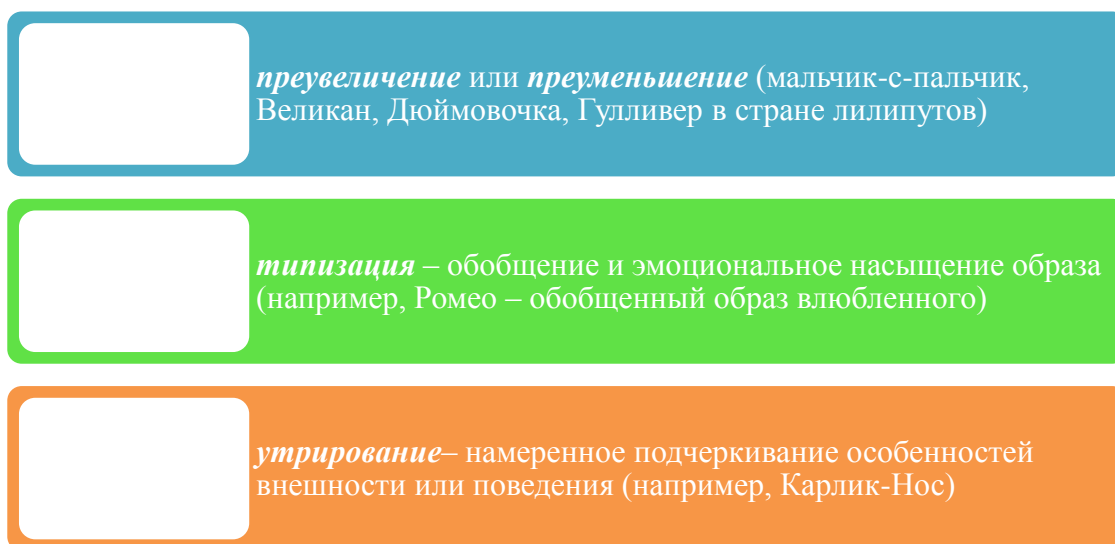 преувеличение или преуменьшение (мальчик-с-пальчик,
Великан, Дюймовочка, Гулливер в стране лилипутов)
типизация – обобщение и эмоциональное насыщение образа
(например, Ромео – обобщенный образ влюбленного)
утрирование– намеренное подчеркивание особенностей
внешности или поведения (например, Карлик-Нос)